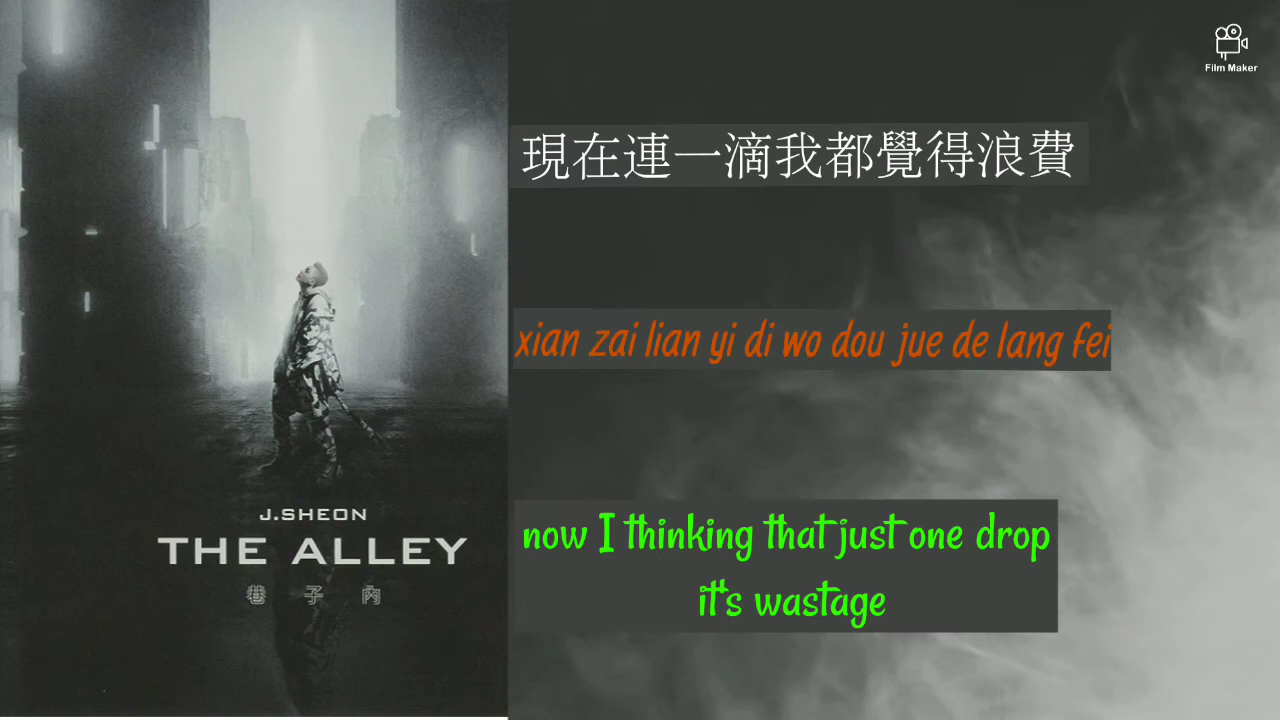 Film Maker
現在連一滴我都覺得浪費
xian zai lian yi di wo dou jue de lang fei
now I thinking that just one drop
it's wastage
J.SHEON
THE ALLEY
巷子內